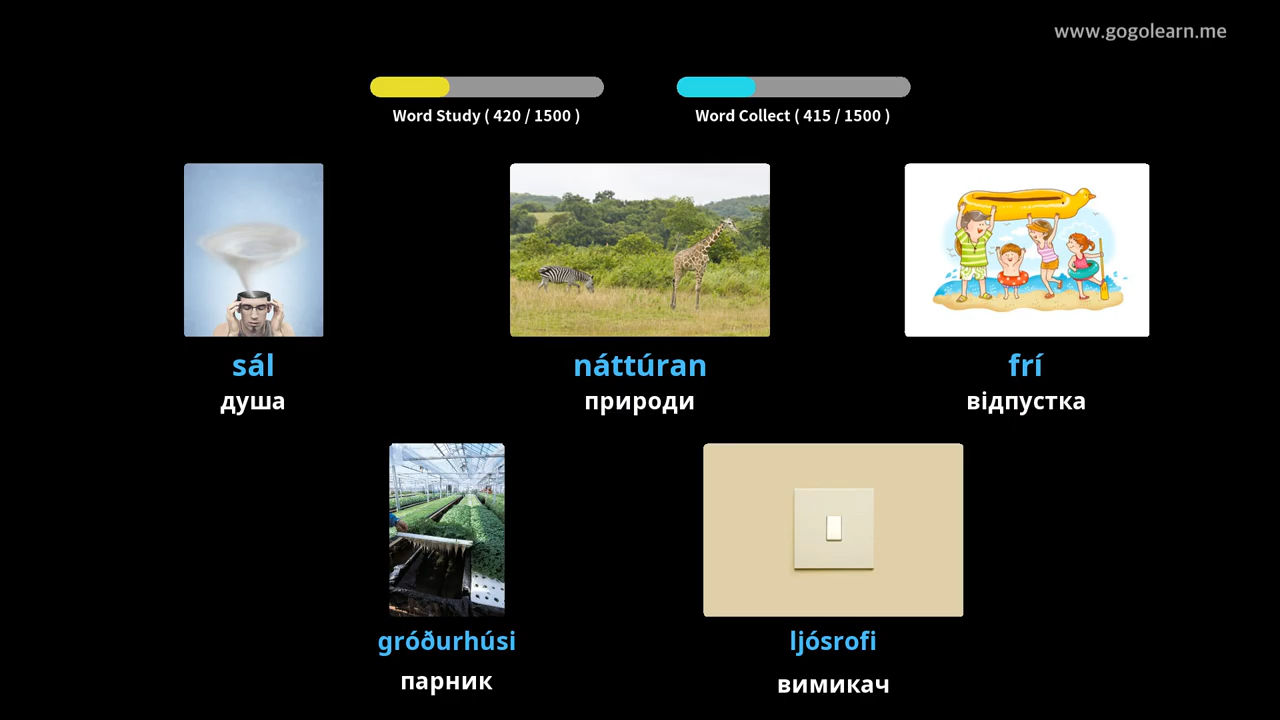 www.gogolearn.me
Word Study ( 420 / 1500 )
Word Collect ( 415 / 1500 )
sál
náttúran
frí
душа
природи
відпустка
gróðurhúsi
ljósrofi
парник
вимикач